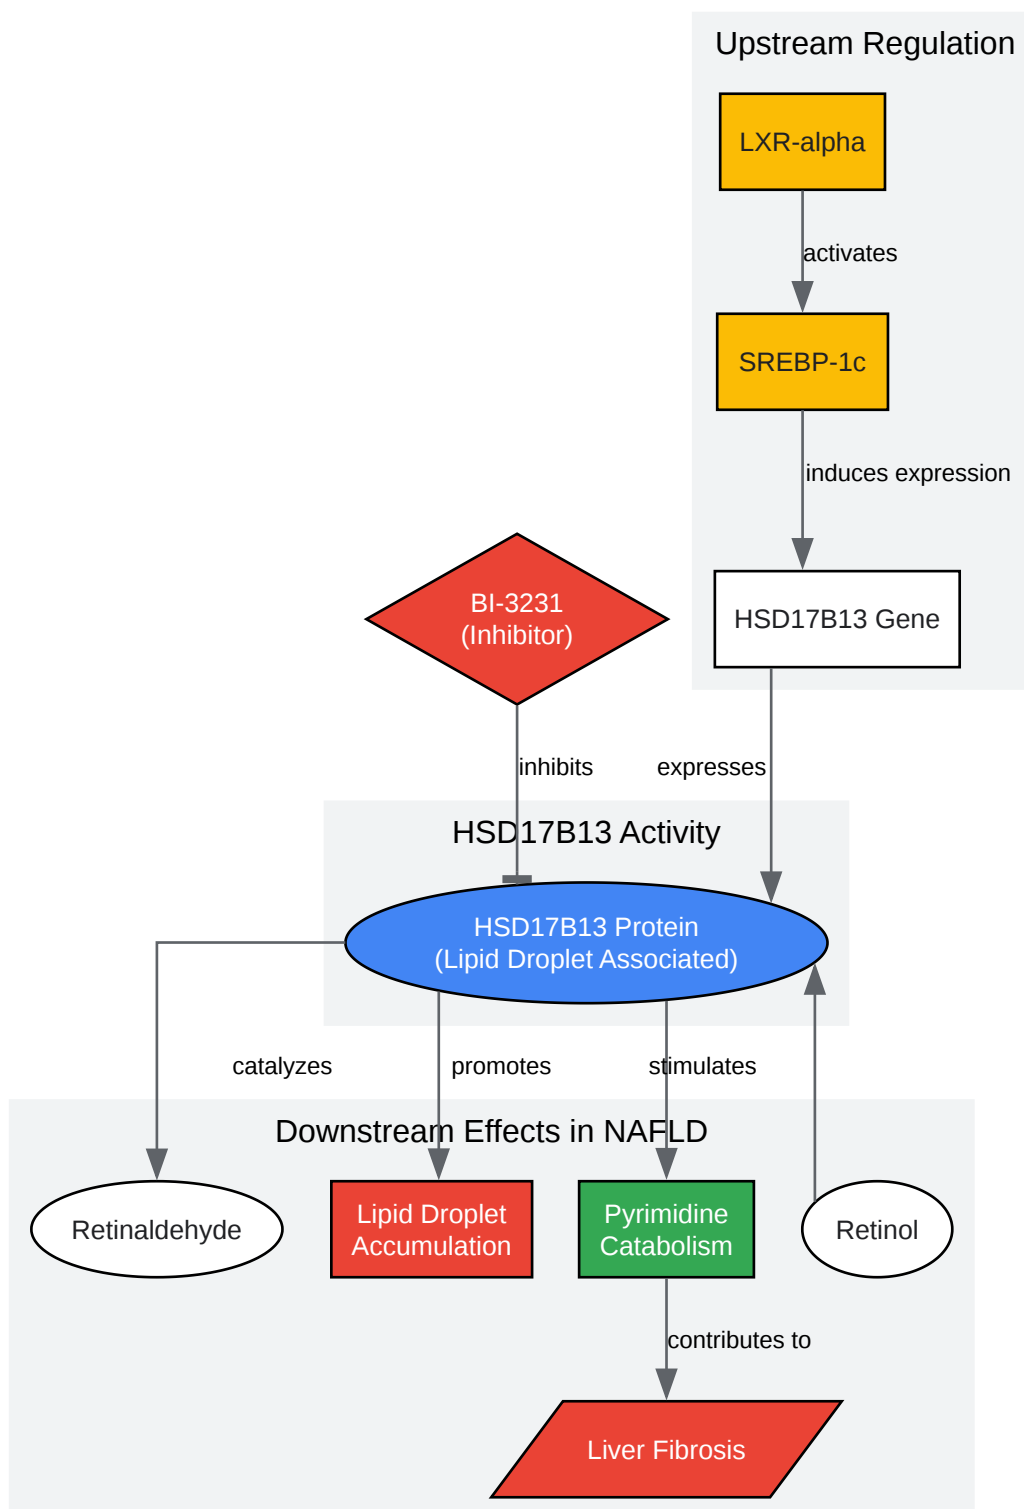 Upstream Regulation
LXR-alpha
activates
SREBP-1c
induces expression
BI-3231
(Inhibitor)
HSD17B13 Gene
inhibits
expresses
HSD17B13 Activity
HSD17B13 Protein
(Lipid Droplet Associated)
catalyzes
promotes
stimulates
Downstream Effects in NAFLD
Retinaldehyde
Lipid Droplet
Accumulation
Pyrimidine
Catabolism
Retinol
contributes to
Liver Fibrosis